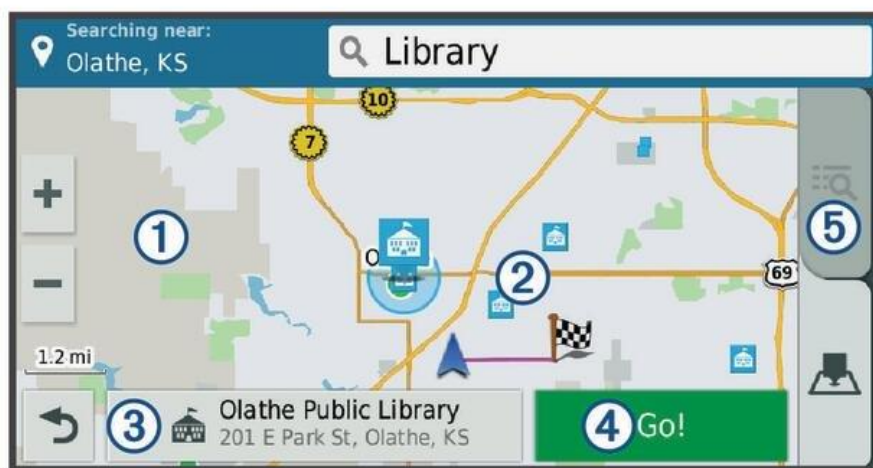 Searching near:
Olathe, KS
Library
10
7
1
5
O
2
69
1.2 mi
3
Olathe Public Library
201 E Park St, Olathe, KS
4
Go!